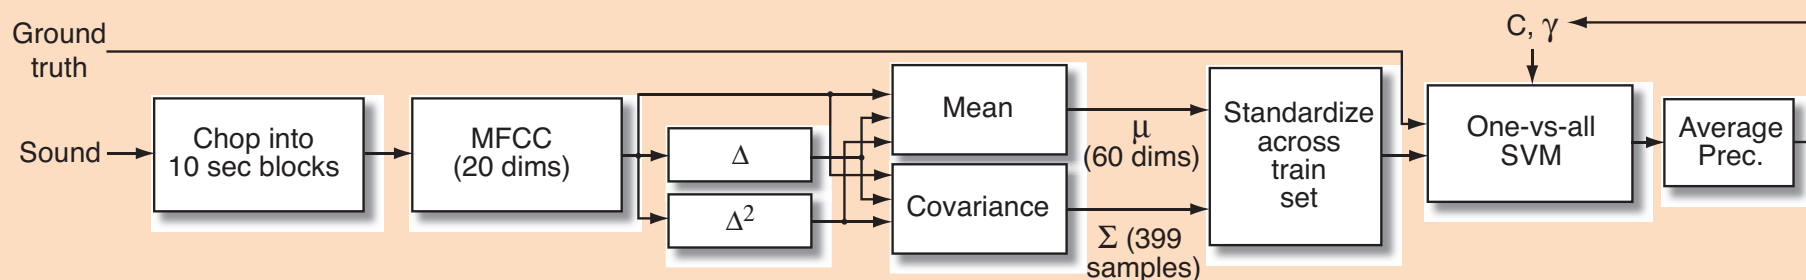 Ground
truth
Sound
Chop into
10 sec blocks
MFCC
(20 dims)
Δ
Δ²
Mean
Covariance
μ
(60 dims)
Σ (399
samples)
Standardize
across
train
set
C, γ
One-vs-all
SVM
Average
Prec.